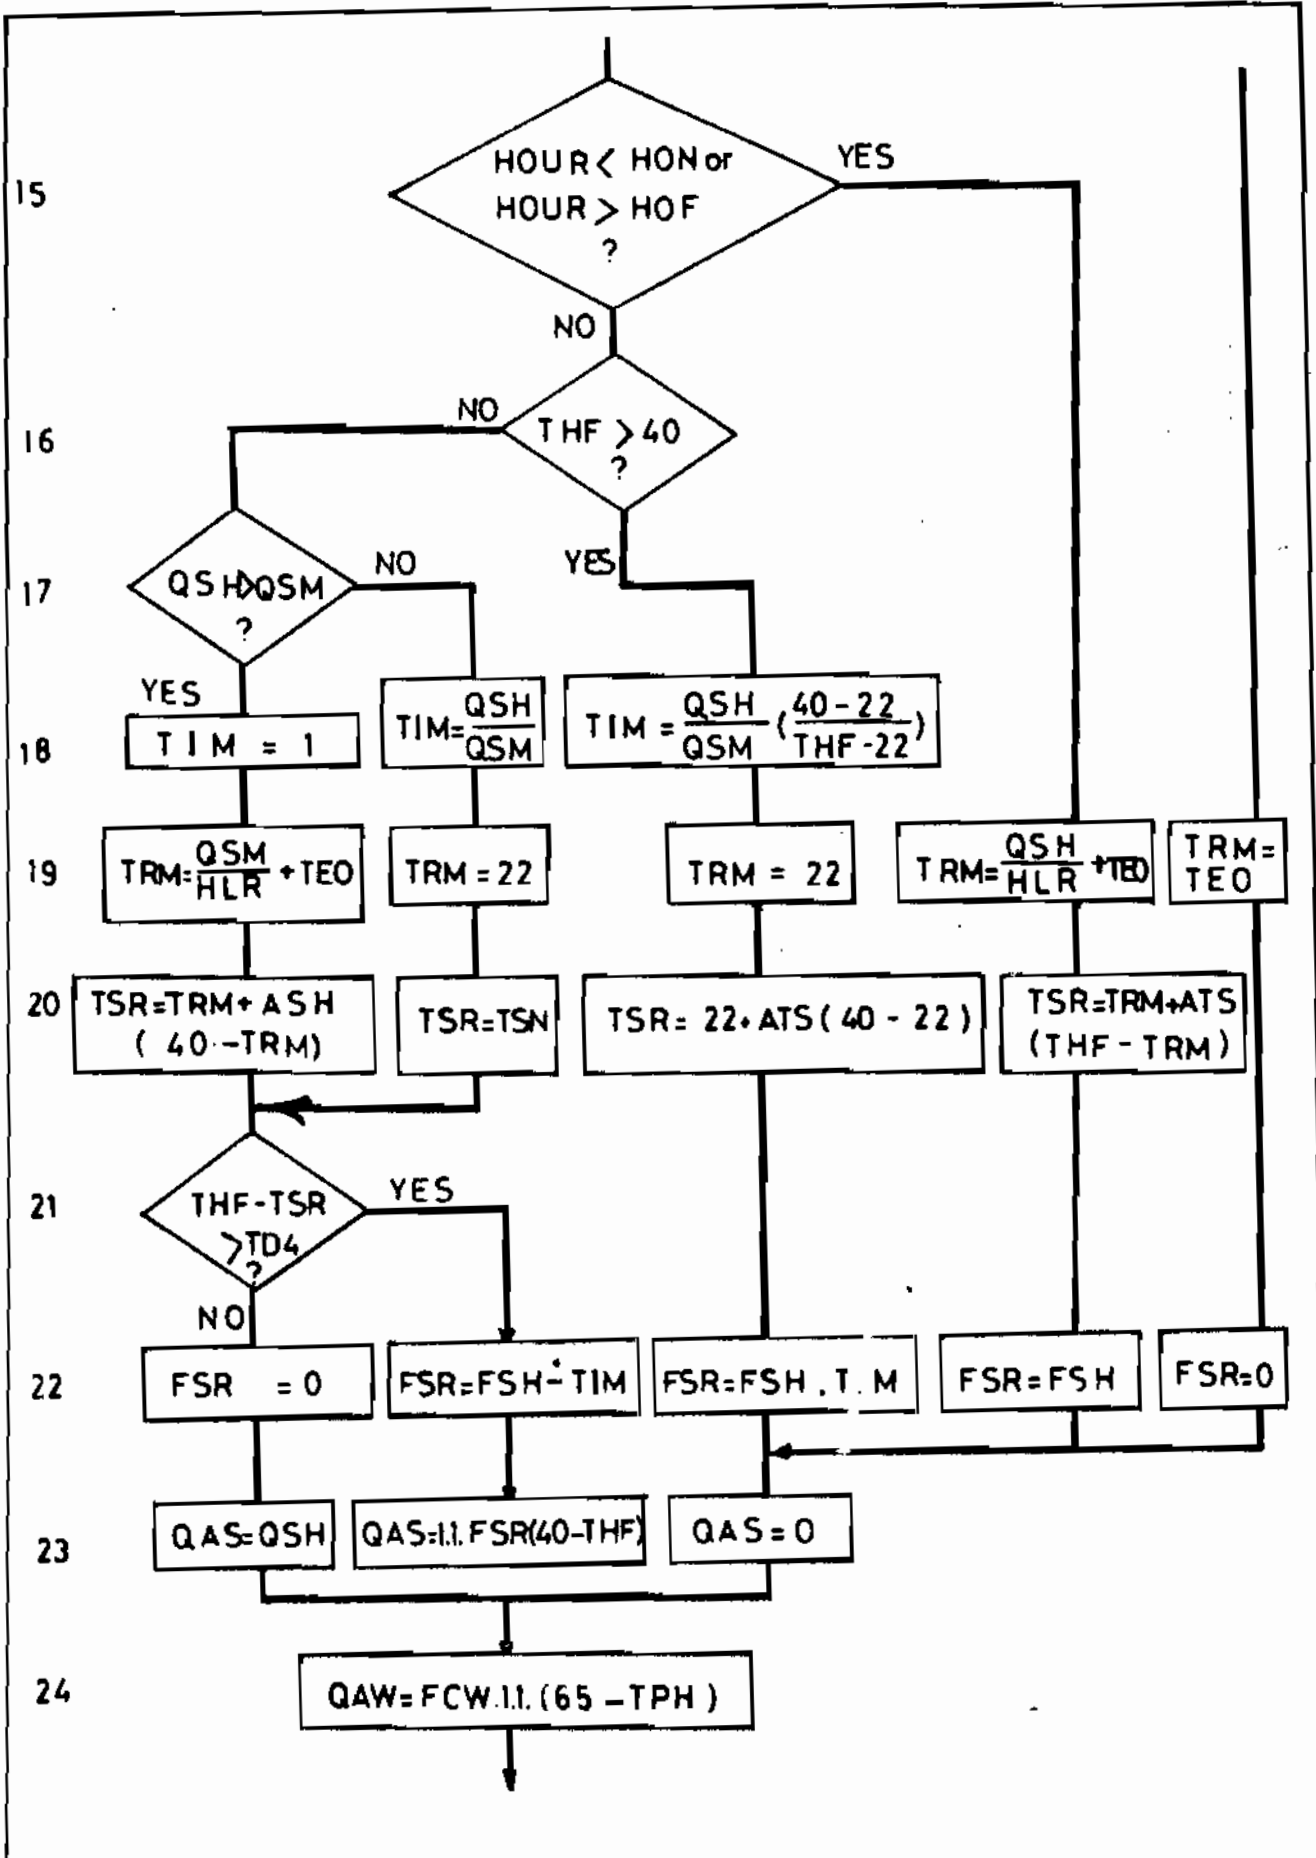 15
HOUR < HON or
HOUR > HOF
?
YES
NO
16
NO
THF > 40
?
YES
17
QSH>QSM
?
NO
YES
18
TIM = 1
TIM= QSH
QSM
TIM = QSH ( 40-22 )
QSM THF-22
19
TRM= QSM +TEO
HLR
TRM = 22
TRM = 22
TRM= QSH +TEO
HLR
TRM=
TEO
20
TSR=TRM+ASH
(40-TRM)
TSR=TSN
TSR= 22.ATS(40-22)
TSR=TRM+ATS
(THF-TRM)
21
THF-TSR
>TD4
?
YES
NO
22
FSR =0
FSR=FSH-TIM
FSR=FSH.T.M
FSR=FSH
FSR=0
23
QAS=QSH
QAS=1.1.FSR(40-THF)
QAS=0
24
QAW=FCW.1.1.(65-TPH)